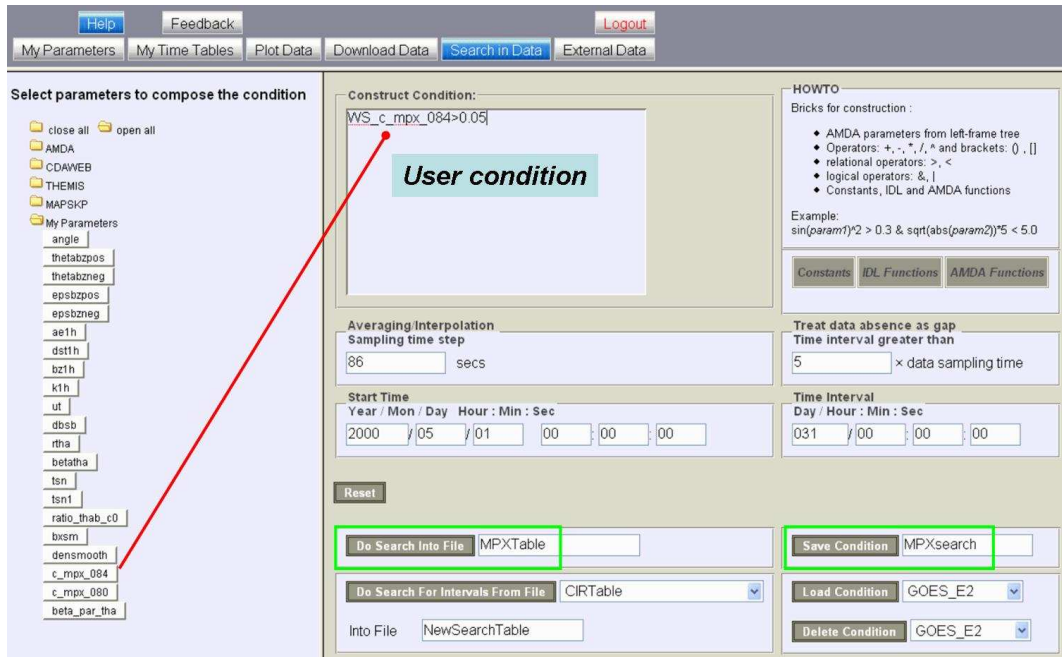 Help Feedback Logout
My Parameters My Time Tables Plot Data Download Data Search in Data External Data
Select parameters to compose the condition
close all open all
AMDA
CDAWEB
THEMIS
MAPSKP
My Parameters
angle
thetabzpos
thetabzneg
epsbzpos
epsbzneg
ae1h
dst1h
bz1h
k1h
ut
dbsb
rtha
betatha
tsn
tsn1
ratio_thab_c0
bxsm
densmooth
c_mpx_084
c_mpx_080
beta_par_tha
Construct Condition:
WS_c_mpx_084>0.05
User condition
HOWTO
Bricks for construction :
◆ AMDA parameters from left-frame tree
◆ Operators: +, -, *, /, ^ and brackets: () , []
◆ relational operators: >, <
◆ logical operators: &, |
◆ Constants, IDL and AMDA functions
Example:
sin(param1)^2 > 0.3 & sqrt(abs(param2))*5 < 5.0
Constants IDL Functions AMDA Functions
Averaging/Interpolation
Sampling time step
86 secs
Treat data absence as gap
Time interval greater than
5 × data sampling time
Start Time
Year / Mon / Day Hour : Min : Sec
2000 / 05 / 01 00 : 00 : 00
Time Interval
Day / Hour : Min : Sec
031 / 00 : 00 : 00
Reset
Do Search Into File MPXTable
Save Condition MPXsearch
Do Search For Intervals From File CIRTable
Into File NewSearchTable
Load Condition GOES_E2
Delete Condition GOES_E2